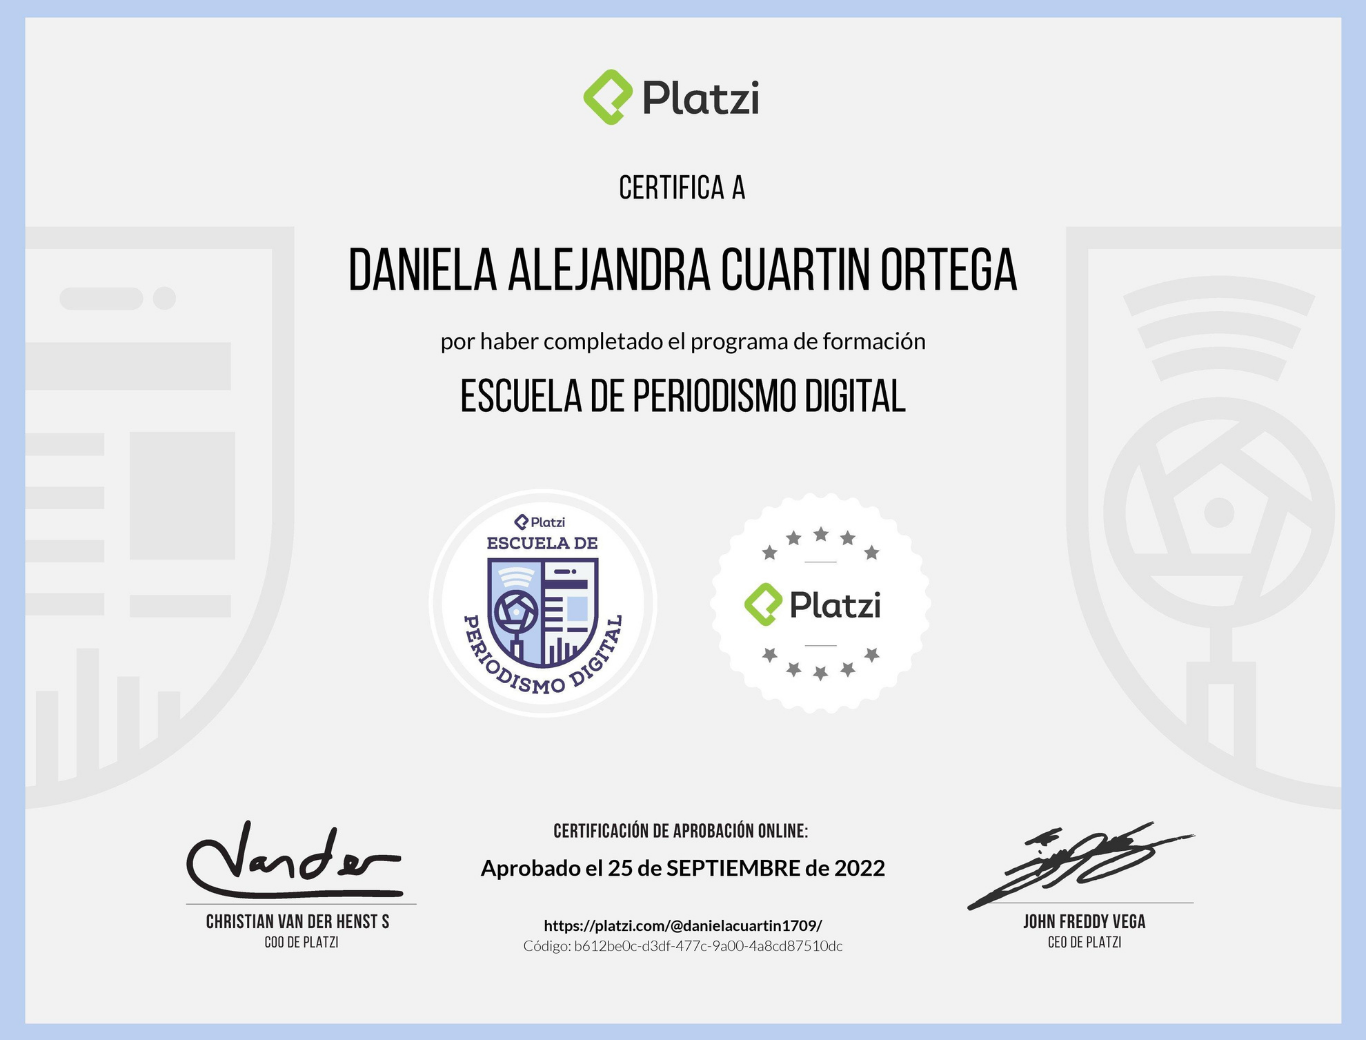 Platzi
CERTIFICA A
DANIELA ALEJANDRA CUARTIN ORTEGA
por haber completado el programa de formación
ESCUELA DE PERIODISMO DIGITAL
Platzi
ESCUELA DE
PERIODISMO DIGITAL
Platzi
Vander
CHRISTIAN VAN DER HENST S
COO DE PLATZI
CERTIFICACIÓN DE APROBACIÓN ONLINE:
Aprobado el 25 de SEPTIEMBRE de 2022
https://platzi.com/@danielacuartin1709/
Código: b612be0c-d3df-477c-9a00-4a8cd87510dc
JOHN FREDDY VEGA
CEO DE PLATZI